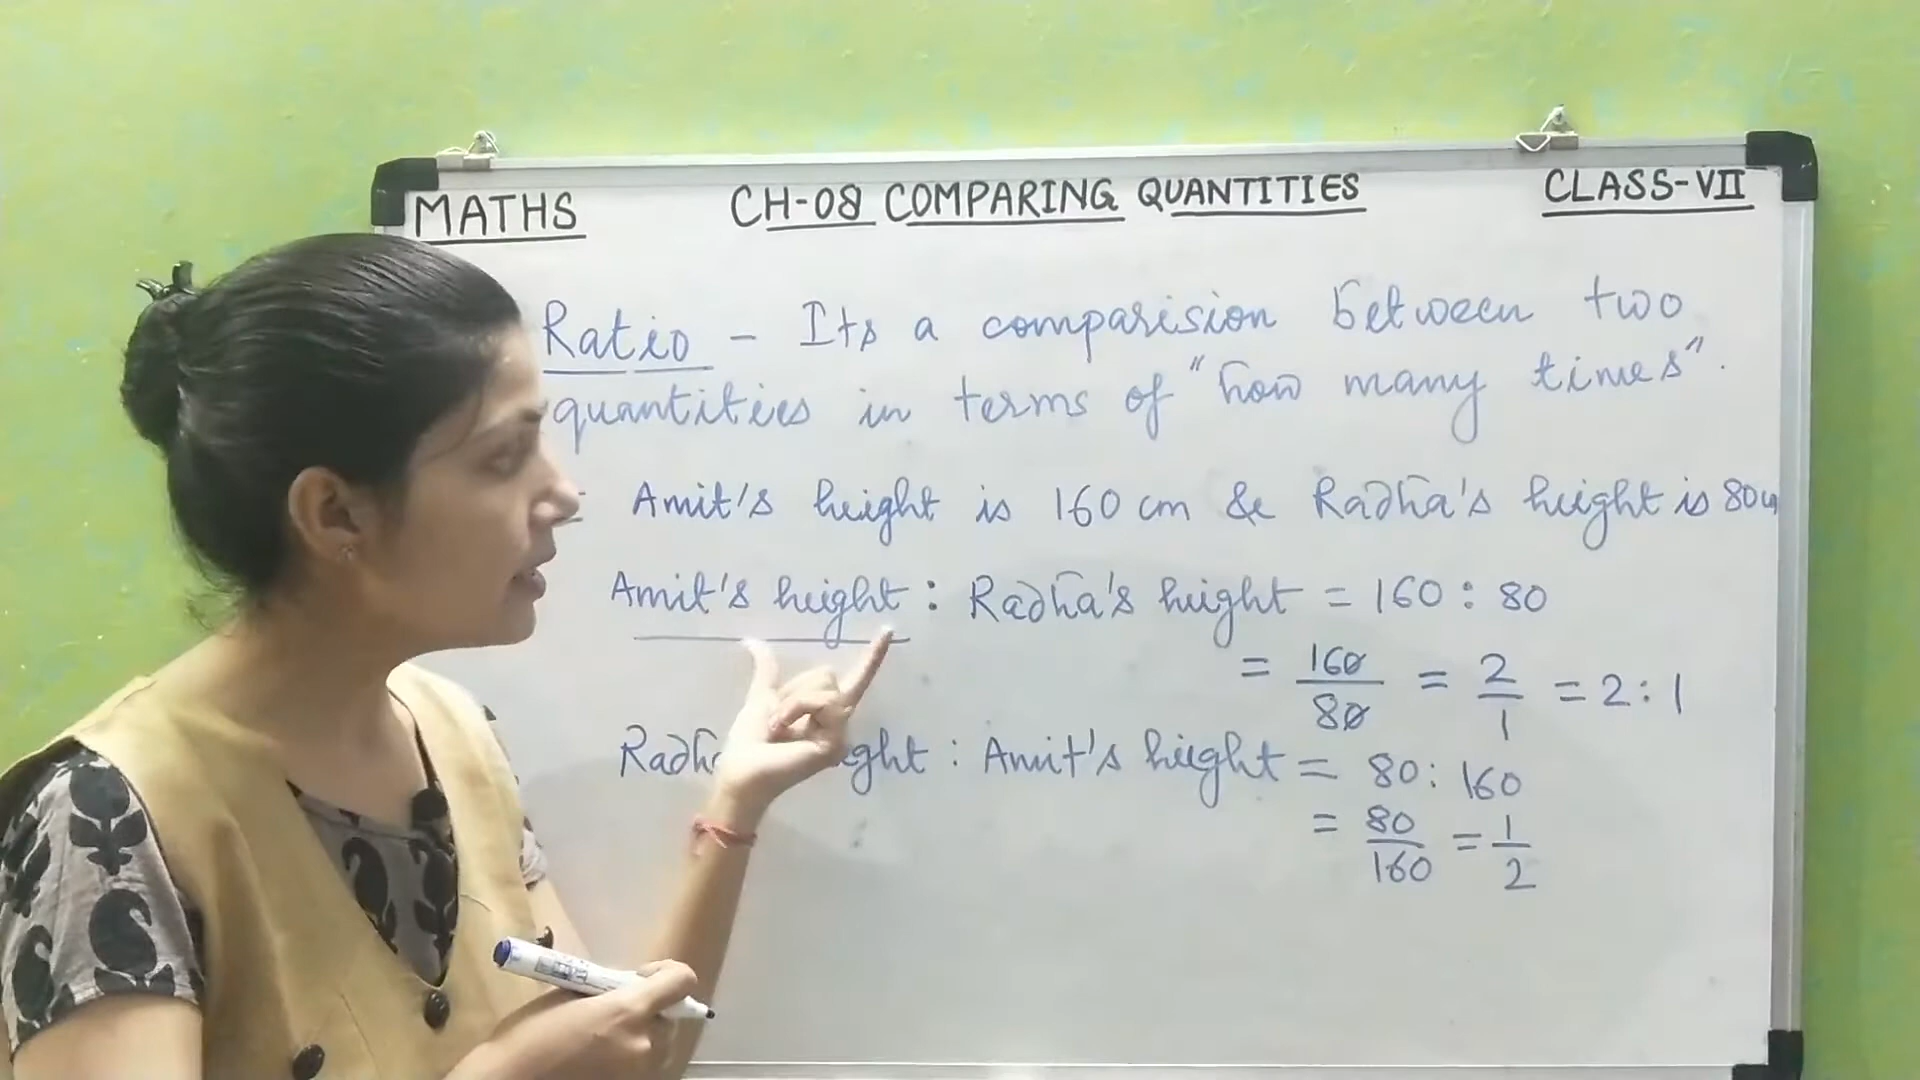 MATHS CH-08 COMPARING QUANTITIES CLASS-VII
Ratio - Its a comparision between two
quantities in terms of "how many times".
Amit's height is 160 cm & Radha's height is 80
Amit's height : Radha's height = 160 : 80
= 160/80 = 2/1 = 2 : 1
ght : Amit's height = 80 : 160
= 80/160 = 1/2